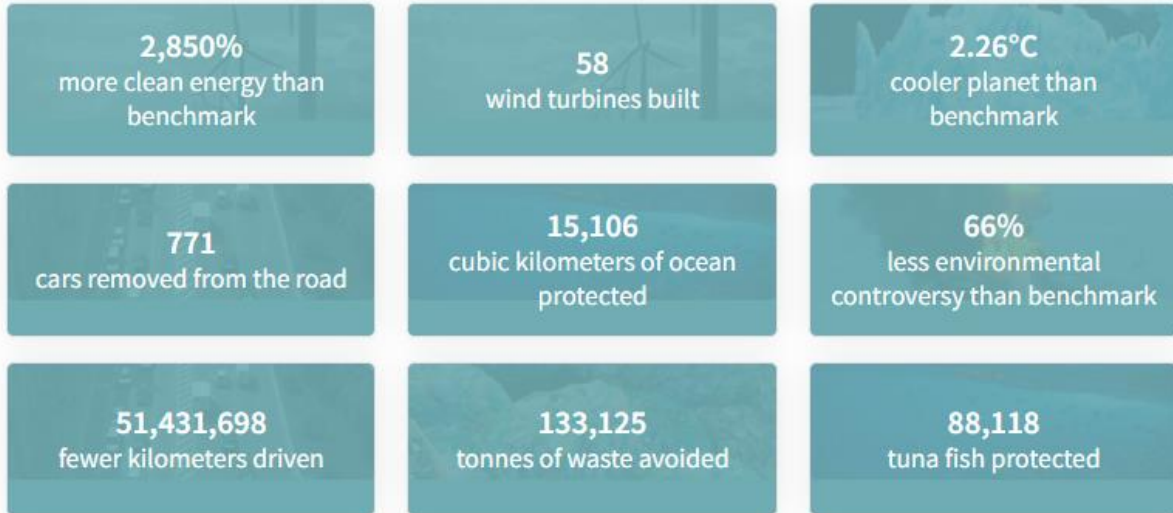 2,850%
more clean energy than
benchmark
58
wind turbines built
2.26°C
cooler planet than
benchmark
771
cars removed from the road
15,106
cubic kilometers of ocean
protected
66%
less environmental
controversy than benchmark
51,431,698
fewer kilometers driven
133,125
tonnes of waste avoided
88,118
tuna fish protected